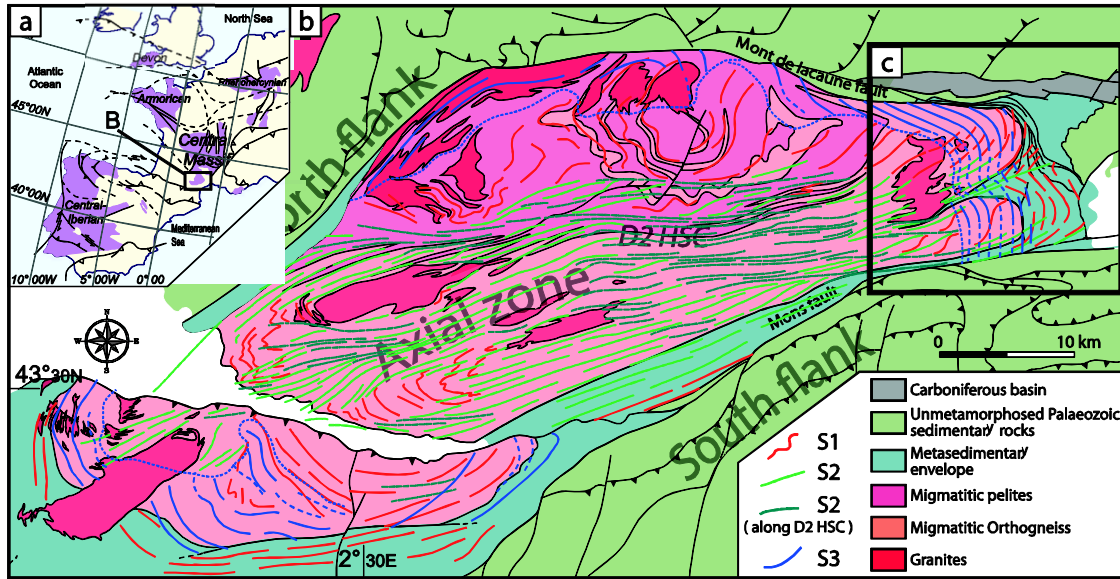 a
North Sea
Devon
Rhenohercynian
Atlantic
Ocean
45°00N
Armorican
B
Central
Massif
40°00N
Central-
Iberian
Mediterranean
Sea
10°00W
5°00W
0°00
b
Mont de lacaune fault
c
North flank
D2 HSC
Axial zone
Mons fault
South flank
N
W
E
S
0
10 km
43°30N
2°30E
S1
S2
S2
(along D2 HSC)
S3
Carboniferous basin
Unmetamorphosed Palaeozoic
sedimentary rocks
Metasedimentary
envelope
Migmatitic pelites
Migmatitic Orthogneiss
Granites